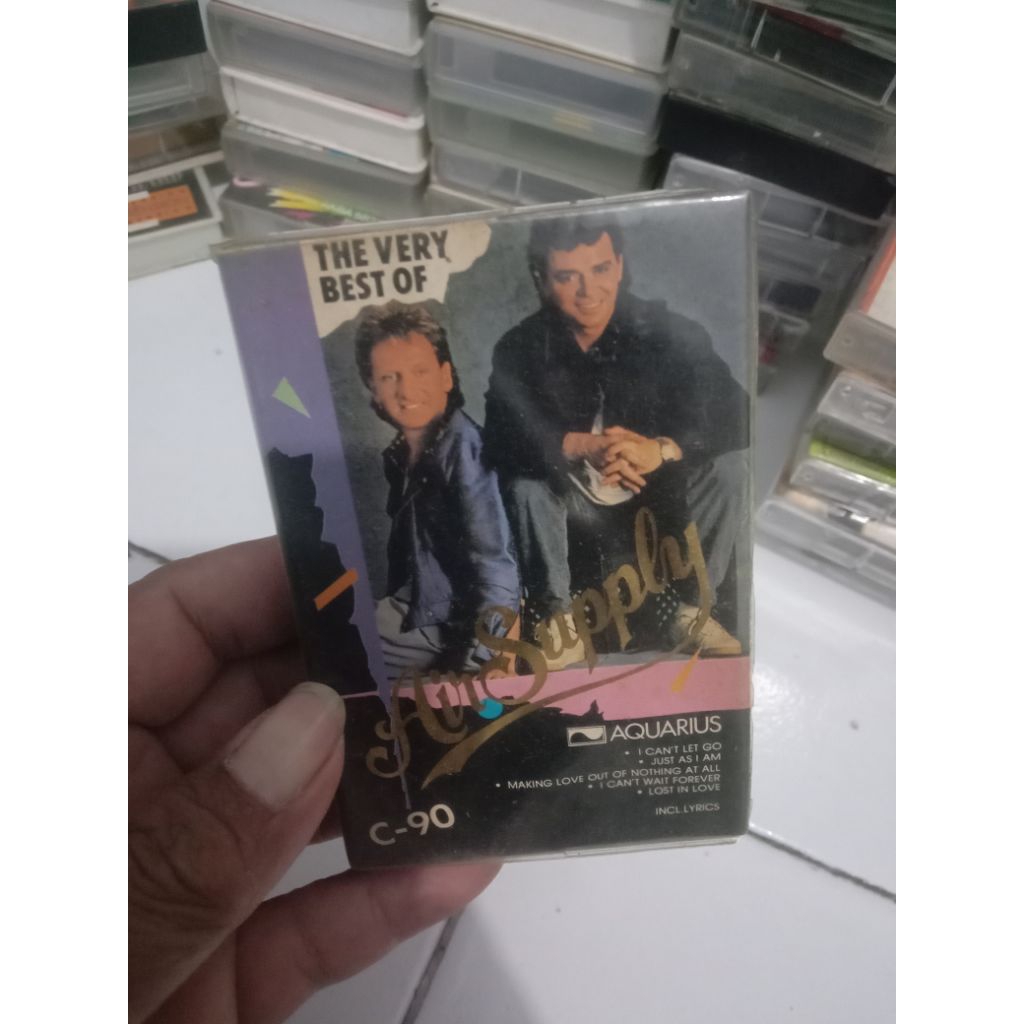 THE VERY
BEST OF
Air Supply
AQUARIUS
• I CAN'T LET GO
• JUST AS I AM
• MAKING LOVE OUT OF NOTHING AT ALL
• I CAN'T WAIT FOREVER
• LOST IN LOVE
INCL. LYRICS
C-90